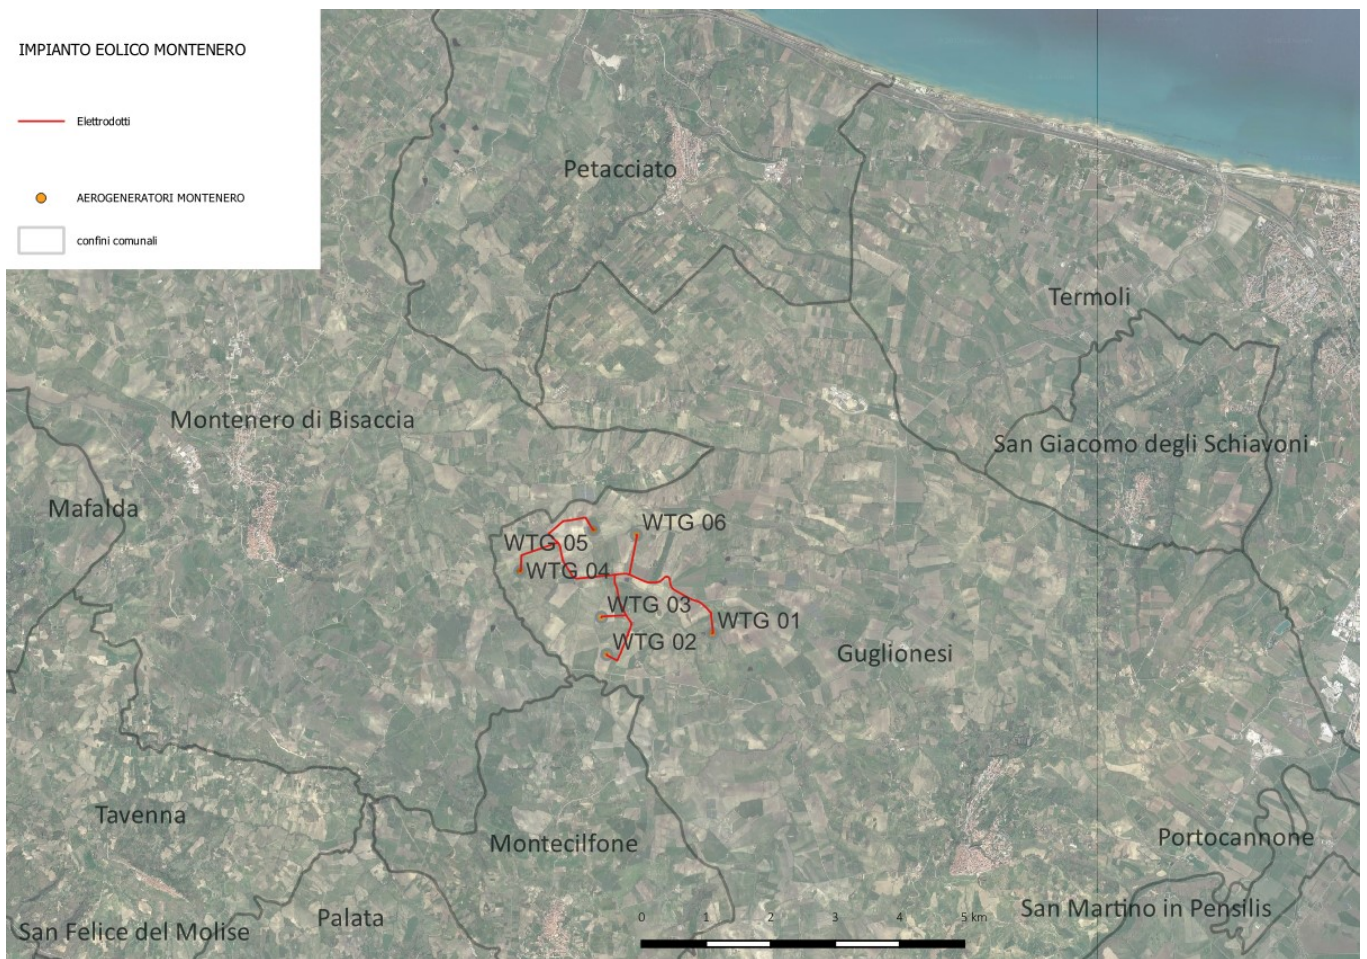 IMPIANTO EOLICO MONTENERO
Elettrodotti
AEROGENERATORI MONTENERO
confini comunali
Petacciato
Termoli
Montenero di Bisaccia
San Giacomo degli Schiavoni
Mafalda
WTG 06
WTG 05
WTG 04
WTG 03
WTG 01
WTG 02
Guglionesi
Tavenna
Montecilfone
Portocannone
San Felice del Molise
Palata
San Martino in Pensilis
0 1 2 3 4 5 km